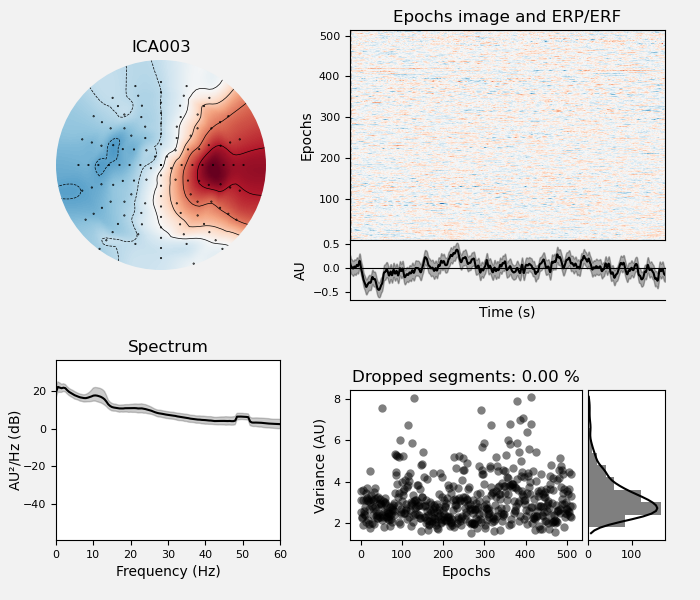 ICA003
Epochs image and ERP/ERF
500
400
300
200
100
Epochs
0.5
0.0
−0.5
AU
Time (s)
Spectrum
20
0
−20
−40
AU²/Hz (dB)
0 10 20 30 40 50 60
Frequency (Hz)
Dropped segments: 0.00 %
8
6
4
2
Variance (AU)
0 100 200 300 400 500
Epochs
0 100